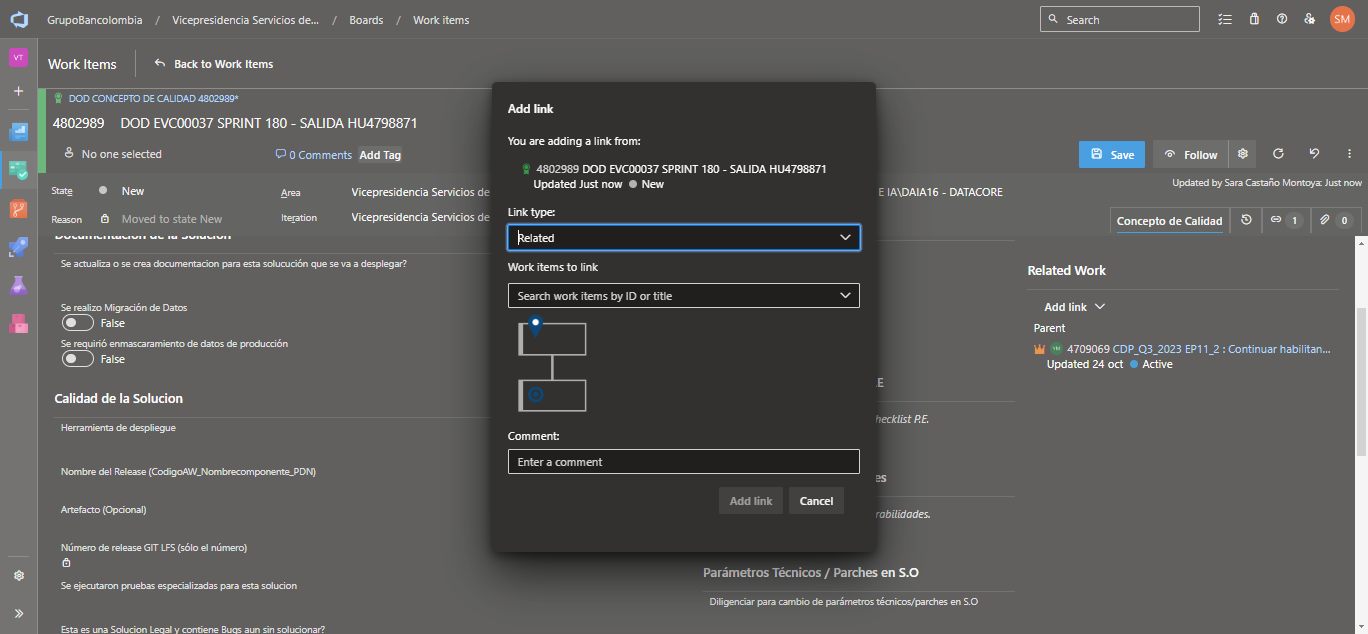 GrupoBancolombia / Vicepresidencia Servicios de... / Boards / Work items
Search
SM
VT
Work Items
Back to Work Items
DOD CONCEPTO DE CALIDAD 4802989*
4802989 DOD EVC00037 SPRINT 180 - SALIDA HU4798871
No one selected
0 Comments
Add Tag
Save
Follow
State
New
Area
Vicepresidencia Servicios de
E IA\DAIA16 - DATACORE
Updated by Sara Castaño Montoya: Just now
Reason
Moved to state New
Iteration
Vicepresidencia Servicios de
Concepto de Calidad
1
0
Documentacion de la Solucion
Se actualiza o se crea documentacion para esta solucución que se va a desplegar?
Se realizo Migración de Datos
False
Se requirió enmascaramiento de datos de producción
False
Calidad de la Solucion
Herramienta de despliegue
Nombre del Release (CodigoAW_Nombrecomponente_PDN)
Artefacto (Opcional)
Número de release GIT LFS (sólo el número)
Se ejecutaron pruebas especializadas para esta solucion
Esta es una Solucion Legal y contiene Bugs aun sin solucionar?
Add link
You are adding a link from:
4802989 DOD EVC00037 SPRINT 180 - SALIDA HU4798871
Updated Just now New
Link type:
Related
Work items to link
Search work items by ID or title
Comment:
Enter a comment
Add link
Cancel
E
hecklist P.E.
es
rabilidades.
Parámetros Técnicos / Parches en S.O
Diligenciar para cambio de parámetros técnicos/parches en S.O
Related Work
Add link
Parent
4709069 CDP_Q3_2023 EP11_2 : Continuar habilitan...
Updated 24 oct Active